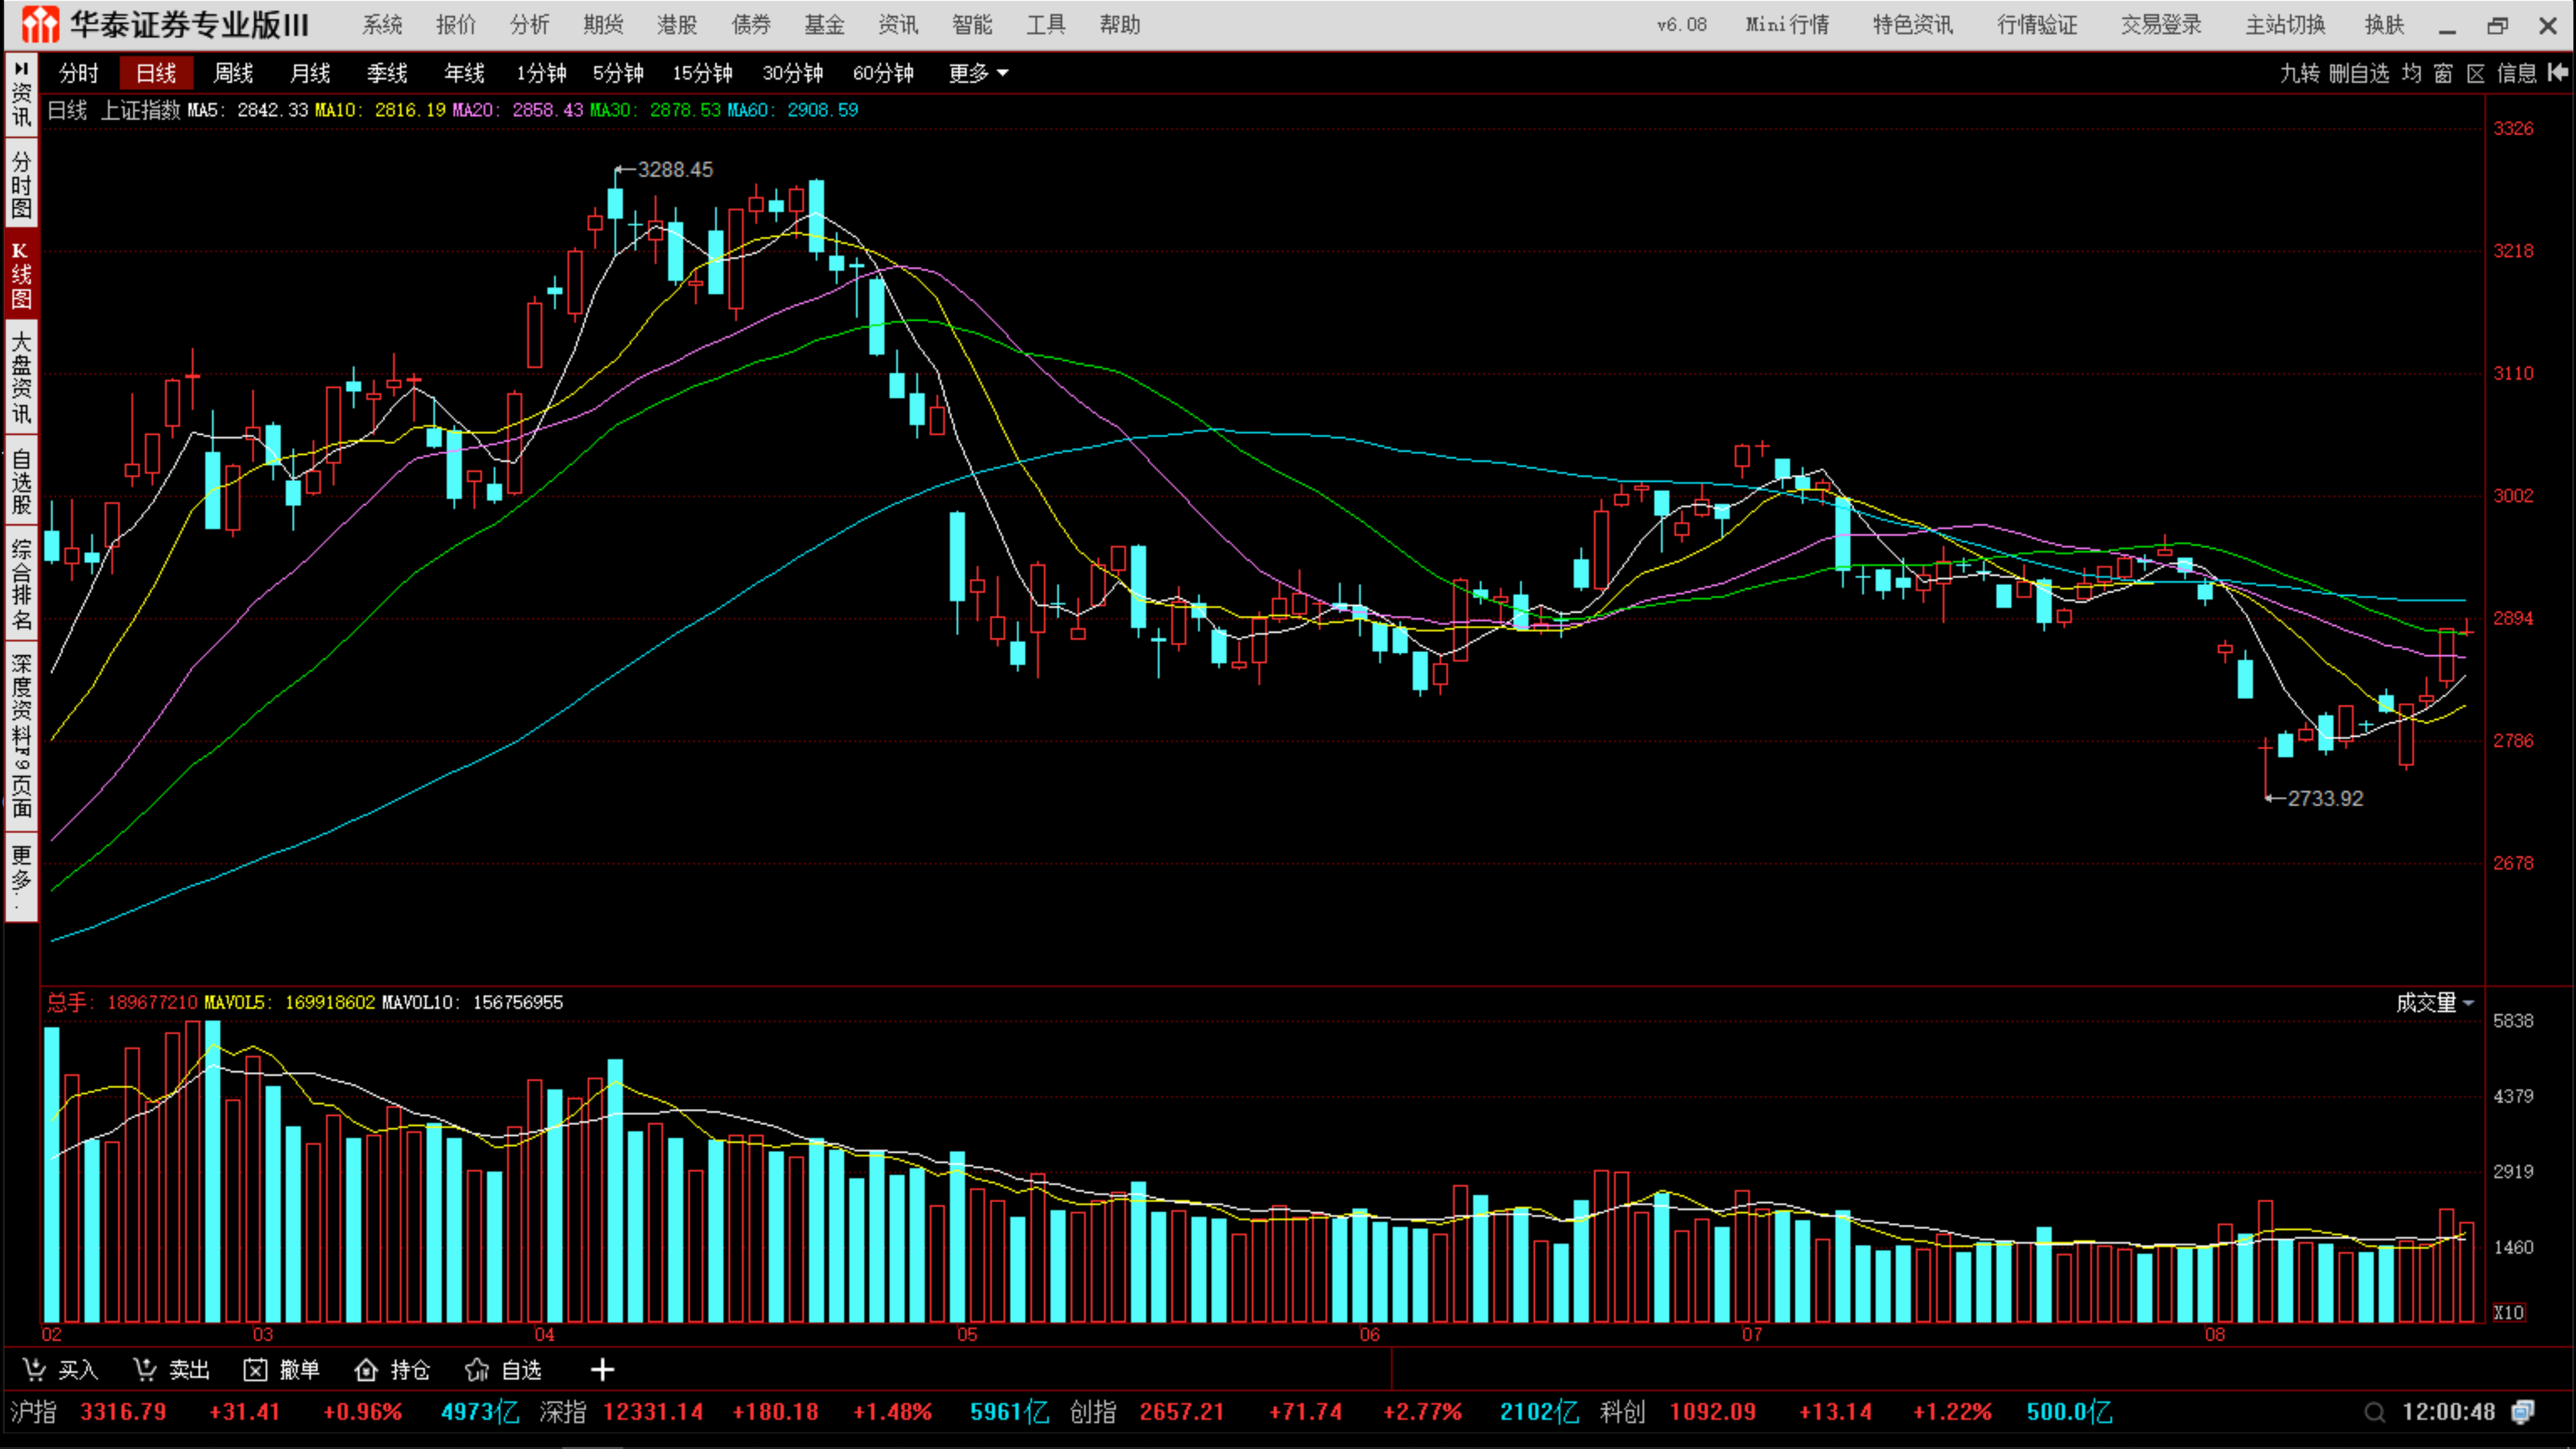 华泰证券专业版III 系统 报价 分析 期货 港股 债券 基金 资讯 智能 工具 帮助 v6.08 Mini行情 特色资讯 行情验证 交易登录 主站切换 换肤
分时 日线 周线 月线 季线 年线 1分钟 5分钟 15分钟 30分钟 60分钟 更多 九转 删自选 均 窗 区 信息
日线 上证指数 MA5: 2842.33 MA10: 2816.19 MA20: 2858.43 MA30: 2878.53 MA60: 2908.59
资讯
分时图
K线图
大盘资讯
自选股
综合排名
深度资料F9页面
更多..
3288.45
2733.92
3326
3218
3110
3002
2894
2786
2678
总手: 189677210 MAVOL5: 169918602 MAVOL10: 156756955 成交量
5838
4379
2919
1460
X10
02 03 04 05 06 07 08
买入 卖出 撤单 持仓 自选 +
沪指 3316.79 +31.41 +0.96% 4973亿 深指 12331.14 +180.18 +1.48% 5961亿 创指 2657.21 +71.74 +2.77% 2102亿 科创 1092.09 +13.14 +1.22% 500.0亿 12:00:48